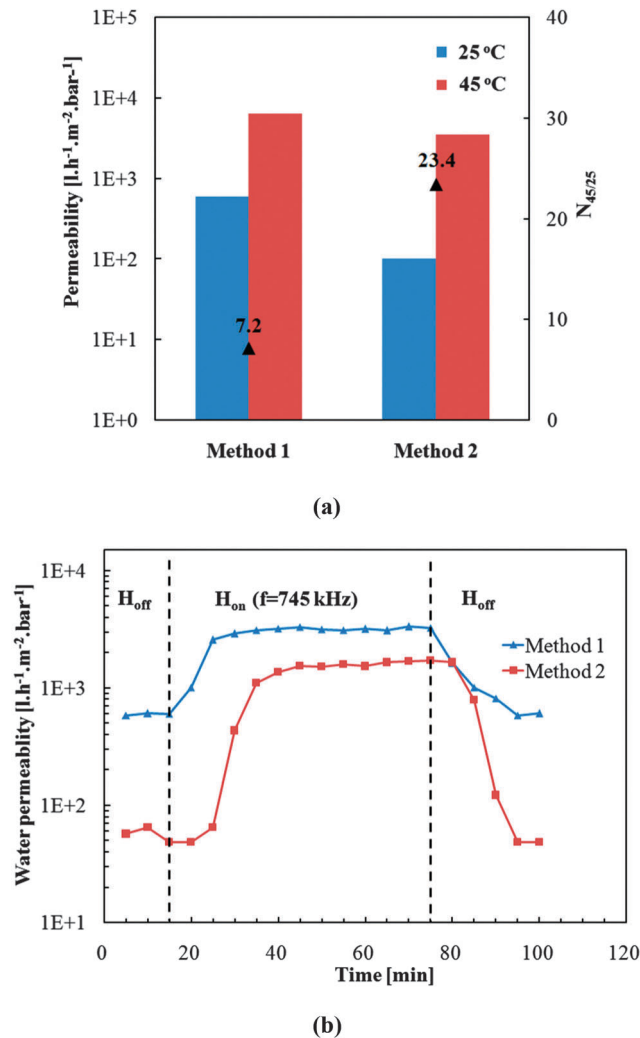 1E+5
1E+4
1E+3
1E+2
1E+1
1E+0
Permeability [l.h-¹.m-².bar-¹]
40
30
20
10
0
N45/25
25 °C
45 °C
7.2
23.4
Method 1
Method 2
(a)
1E+4
1E+3
1E+2
1E+1
Water permeablity [l.h-¹.m-².bar-¹]
Hoff
Hon (f=745 kHz)
Hoff
Method 1
Method 2
0 20 40 60 80 100 120
Time [min]
(b)